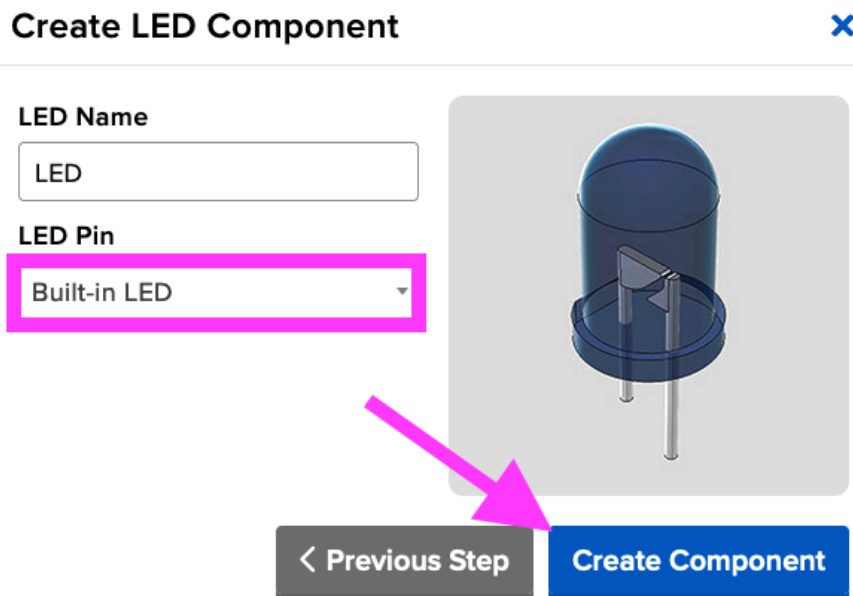 Create LED Component
LED Name
LED
LED Pin
Built-in LED
Previous Step
Create Component